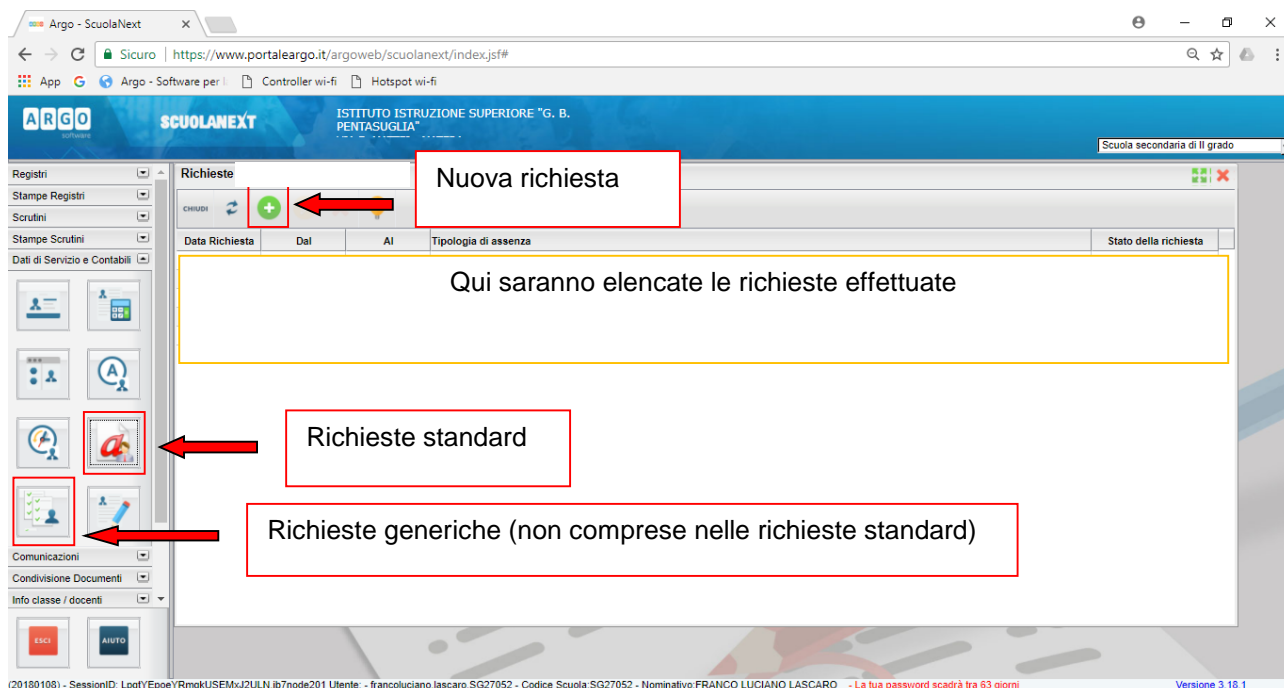 Argo - ScuolaNext
Sicuro | https://www.portaleargo.it/argoweb/scuolanext/index.jsf#
App G Argo - Software per l Controller wi-fi Hotspot wi-fi
ARGO
software
SCUOLANEXT
ISTITUTO ISTRUZIONE SUPERIORE "G. B.
PENTASUGLIA"
Scuola secondaria di II grado
Registri
Stampe Registri
Scrutini
Stampe Scrutini
Dati di Servizio e Contabili
Richieste
Nuova richiesta
CHIUDI
Data Richiesta Dal Al Tipologia di assenza Stato della richiesta
Qui saranno elencate le richieste effettuate
A
a
Richieste standard
Richieste generiche (non comprese nelle richieste standard)
Comunicazioni
Condivisione Documenti
Info classe / docenti
ESCI AIUTO
(20180108) - SessionID: LpqtYEpoeYRmgkUSEMxJ2ULN.jb7node201 Utente: - francoluciano.lascaro.SG27052 - Codice Scuola:SG27052 - Nominativo:FRANCO LUCIANO LASCARO - La tua password scadrà tra 63 giorni Versione 3.18.1